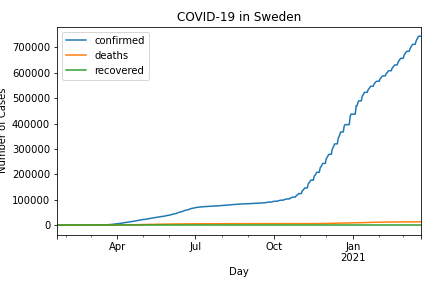 COVID-19 in Sweden
confirmed
deaths
recovered
700000
600000
500000
400000
300000
200000
100000
0
Number of Cases
Apr
Jul
Oct
Jan
2021
Day